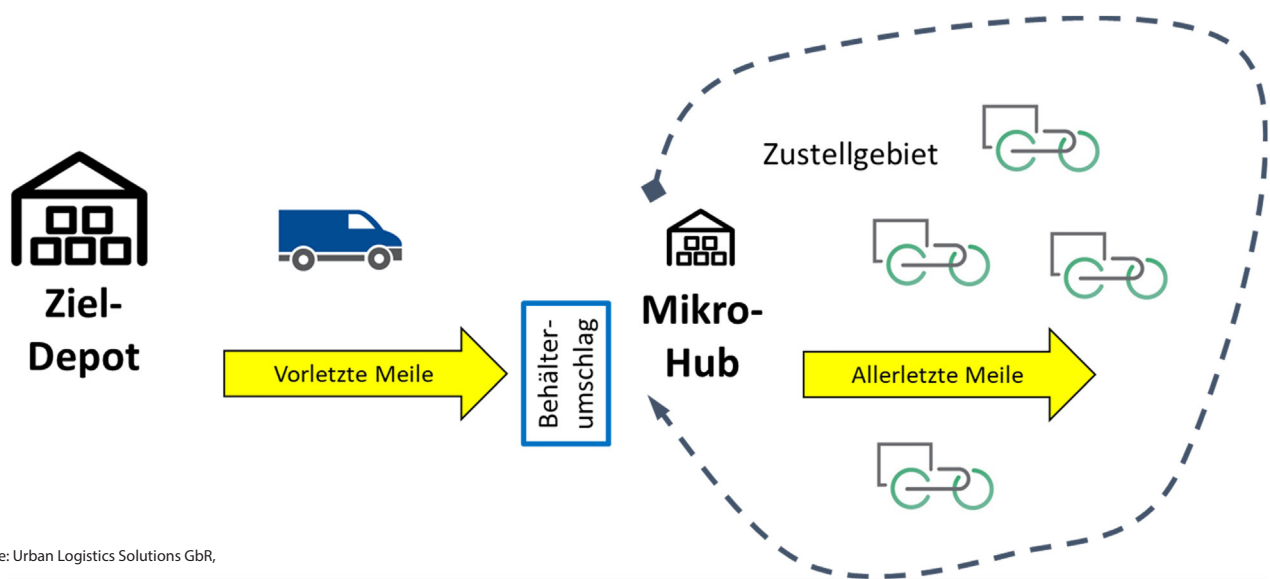 Ziel-
Depot
Vorletzte Meile
Behälter-
umschlag
Mikro-
Hub
Zustellgebiet
Allerletzte Meile
e: Urban Logistics Solutions GbR,